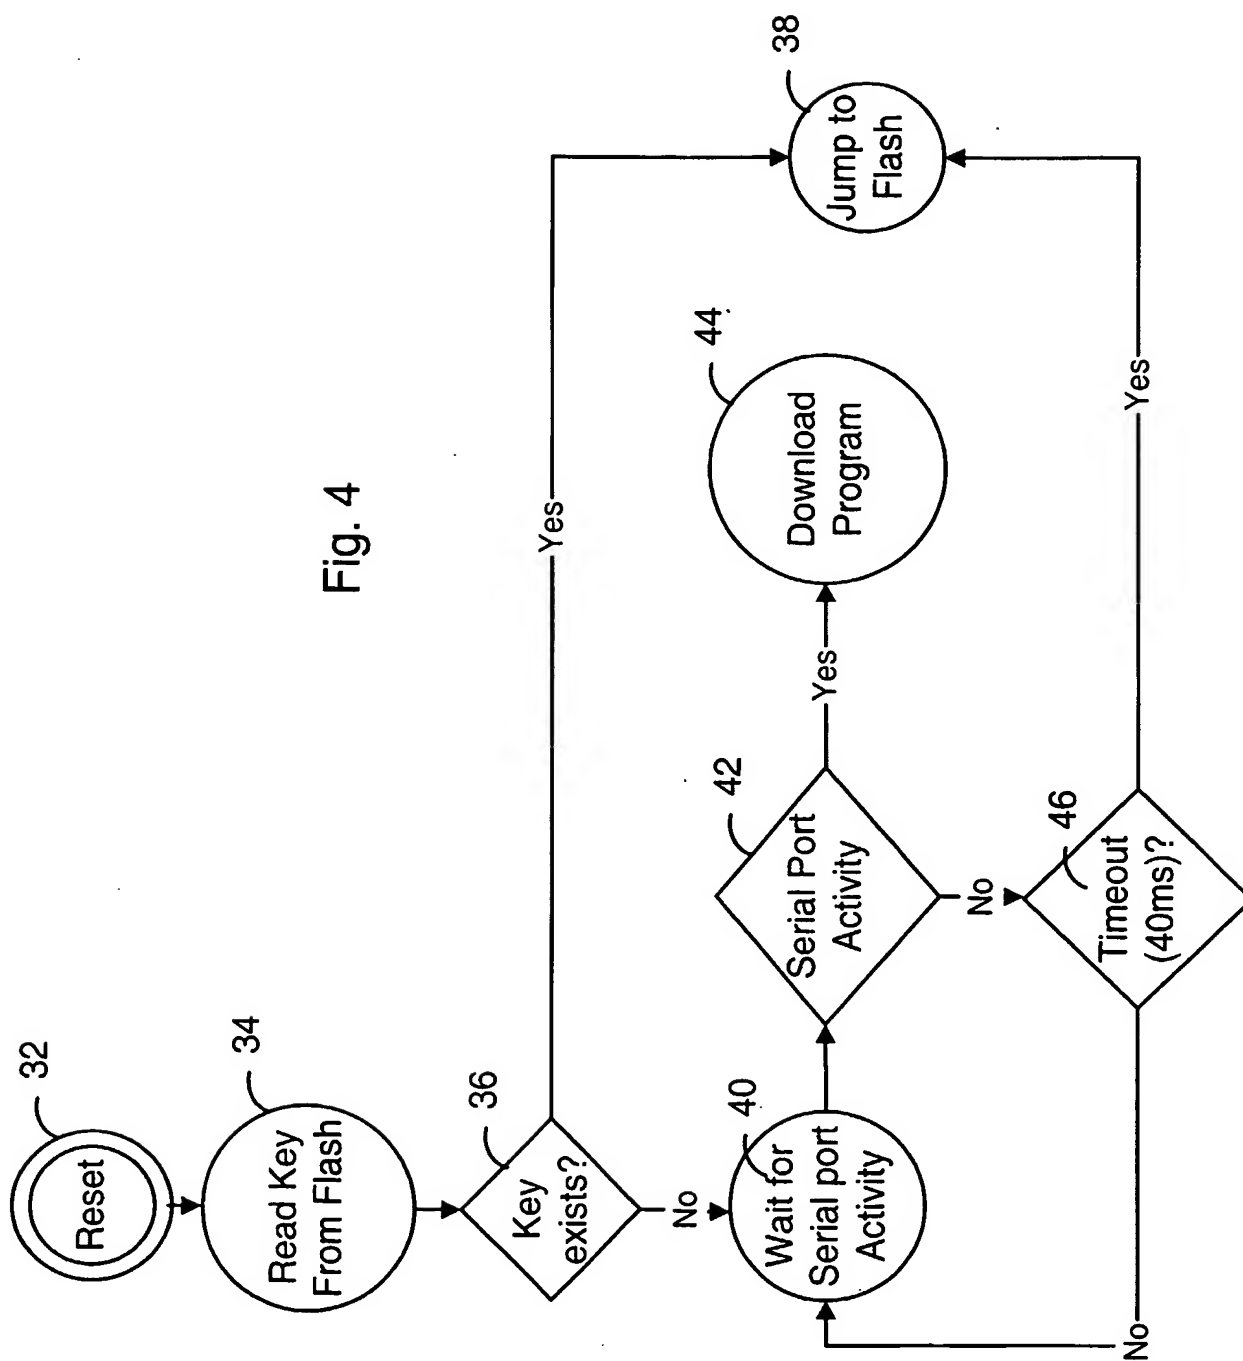 Fig. 4
32
Reset
34
Read Key
From Flash
36
Key
exists?
Yes
No
40
Wait for
Serial port
Activity
42
Serial Port
Activity
Yes
44
Download
Program
No
46
Timeout
(40ms)?
No
Yes
38
Jump to
Flash